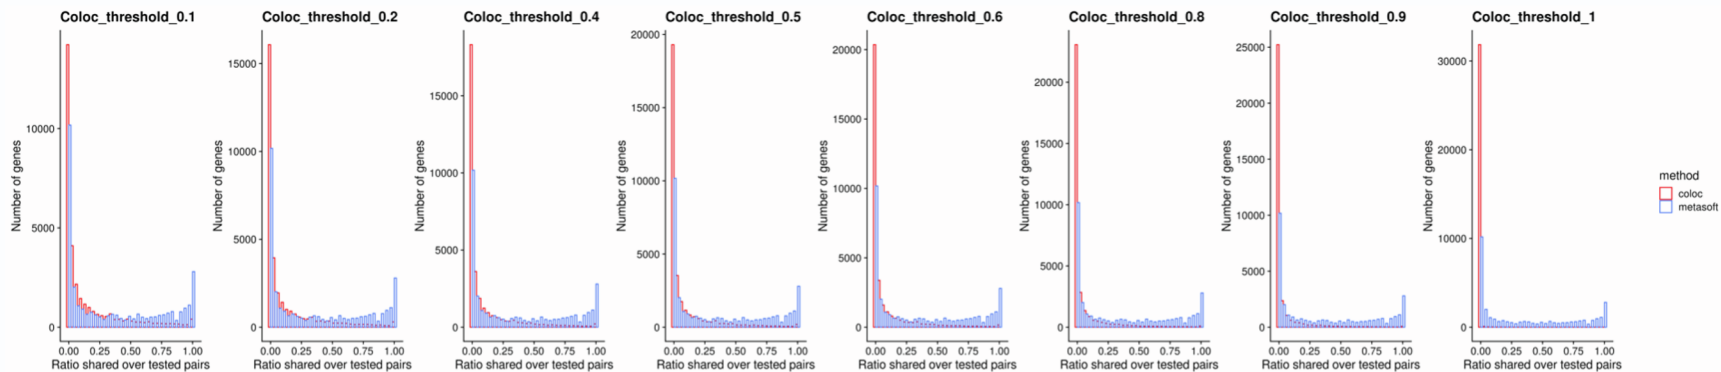 Coloc_threshold_0.1
Coloc_threshold_0.2
Coloc_threshold_0.4
Coloc_threshold_0.5
Coloc_threshold_0.6
Coloc_threshold_0.8
Coloc_threshold_0.9
Coloc_threshold_1
Number of genes
10000
5000
0
0.00 0.25 0.50 0.75 1.00
Ratio shared over tested pairs
Number of genes
15000
10000
5000
0
0.00 0.25 0.50 0.75 1.00
Ratio shared over tested pairs
Number of genes
15000
10000
5000
0
0.00 0.25 0.50 0.75 1.00
Ratio shared over tested pairs
Number of genes
20000
15000
10000
5000
0
0.00 0.25 0.50 0.75 1.00
Ratio shared over tested pairs
Number of genes
20000
15000
10000
5000
0
0.00 0.25 0.50 0.75 1.00
Ratio shared over tested pairs
Number of genes
20000
15000
10000
5000
0
0.00 0.25 0.50 0.75 1.00
Ratio shared over tested pairs
Number of genes
25000
20000
15000
10000
5000
0
0.00 0.25 0.50 0.75 1.00
Ratio shared over tested pairs
Number of genes
30000
20000
10000
0
0.00 0.25 0.50 0.75 1.00
Ratio shared over tested pairs
method
coloc
metasoft